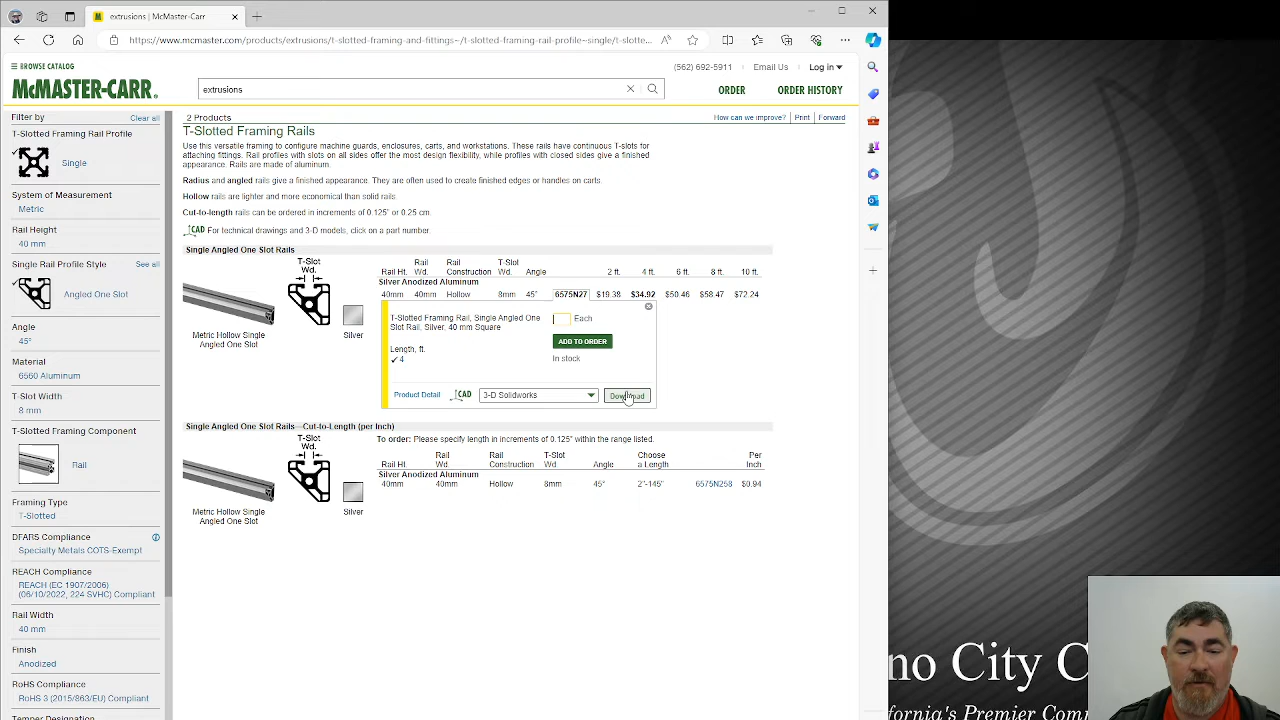 extrusions | McMaster-Carr
https://www.mcmaster.com/products/extrusions/t-slotted-framing-and-fittings~/t-slotted-framing-rail-profile~single/t-slotte...
BROWSE CATALOG
(562) 692-5911
Email Us
Log in
McMASTER-CARR®
extrusions
ORDER
ORDER HISTORY
Filter by
Clear all
T-Slotted Framing Rail Profile
Single
System of Measurement
Metric
Rail Height
40 mm
Single Rail Profile Style
See all
Angled One Slot
Angle
45°
Material
6560 Aluminum
T-Slot Width
8 mm
T-Slotted Framing Component
Rail
Framing Type
T-Slotted
DFARS Compliance
Specialty Metals COTS-Exempt
REACH Compliance
REACH (EC 1907/2006)
(06/10/2022, 224 SVHC) Compliant
Rail Width
40 mm
Finish
Anodized
RoHS Compliance
RoHS 3 (2015/863/EU) Compliant
Temper Designation
2 Products
How can we improve?
Print
Forward
T-Slotted Framing Rails
Use this versatile framing to configure machine guards, enclosures, carts, and workstations. These rails have continuous T-slots for
attaching fittings. Rail profiles with slots on all sides offer the most design flexibility, while profiles with closed sides give a finished
appearance. Rails are made of aluminum.
Radius and angled rails give a finished appearance. They are often used to create finished edges or handles on carts.
Hollow rails are lighter and more economical than solid rails.
Cut-to-length rails can be ordered in increments of 0.125" or 0.25 cm.
CAD For technical drawings and 3-D models, click on a part number.
Single Angled One Slot Rails
T-Slot
Wd.
Metric Hollow Single
Angled One Slot
Silver
Rail Ht. Rail Wd. Rail Construction T-Slot Wd. Angle 2 ft. 4 ft. 6 ft. 8 ft. 10 ft.
Silver Anodized Aluminum
40mm 40mm Hollow 8mm 45° 6575N27 $19.38 $34.92 $50.46 $58.47 $72.24
T-Slotted Framing Rail, Single Angled One
Slot Rail, Silver, 40 mm Square
Each
ADD TO ORDER
In stock
Length, ft.
4
Product Detail
CAD
3-D Solidworks
Download
Single Angled One Slot Rails—Cut-to-Length (per Inch)
T-Slot
Wd.
Metric Hollow Single
Angled One Slot
Silver
To order: Please specify length in increments of 0.125" within the range listed.
Rail Ht. Rail Wd. Rail Construction T-Slot Wd. Angle Choose a Length Per Inch
Silver Anodized Aluminum
40mm 40mm Hollow 8mm 45° 2"-145" 6575N258 $0.94
no City C
ifornia's Premier Com